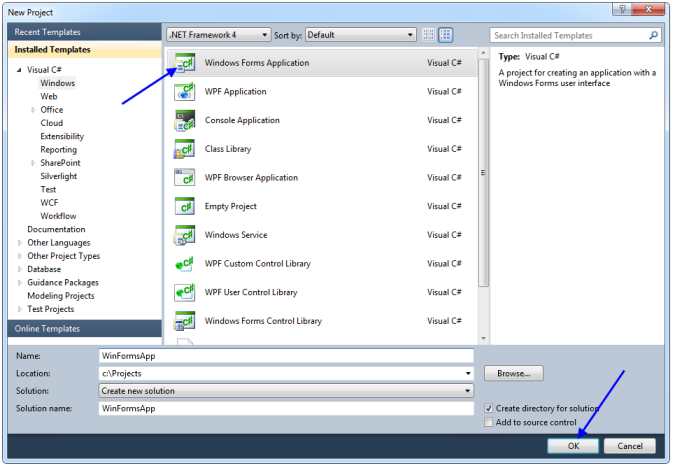 New Project
Recent Templates
Installed Templates
Visual C#
Windows
Web
Office
Cloud
Extensibility
Reporting
SharePoint
Silverlight
Test
WCF
Workflow
Documentation
Other Languages
Other Project Types
Database
Guidance Packages
Modeling Projects
Test Projects
Online Templates
.NET Framework 4 Sort by: Default
Windows Forms Application Visual C#
WPF Application Visual C#
Console Application Visual C#
Class Library Visual C#
WPF Browser Application Visual C#
Empty Project Visual C#
Windows Service Visual C#
WPF Custom Control Library Visual C#
WPF User Control Library Visual C#
Windows Forms Control Library Visual C#
Search Installed Templates
Type: Visual C#
A project for creating an application with a
Windows Forms user interface
Name: WinFormsApp
Location: c:\Projects Browse...
Solution: Create new solution
Solution name: WinFormsApp
Create directory for solution
Add to source control
OK Cancel